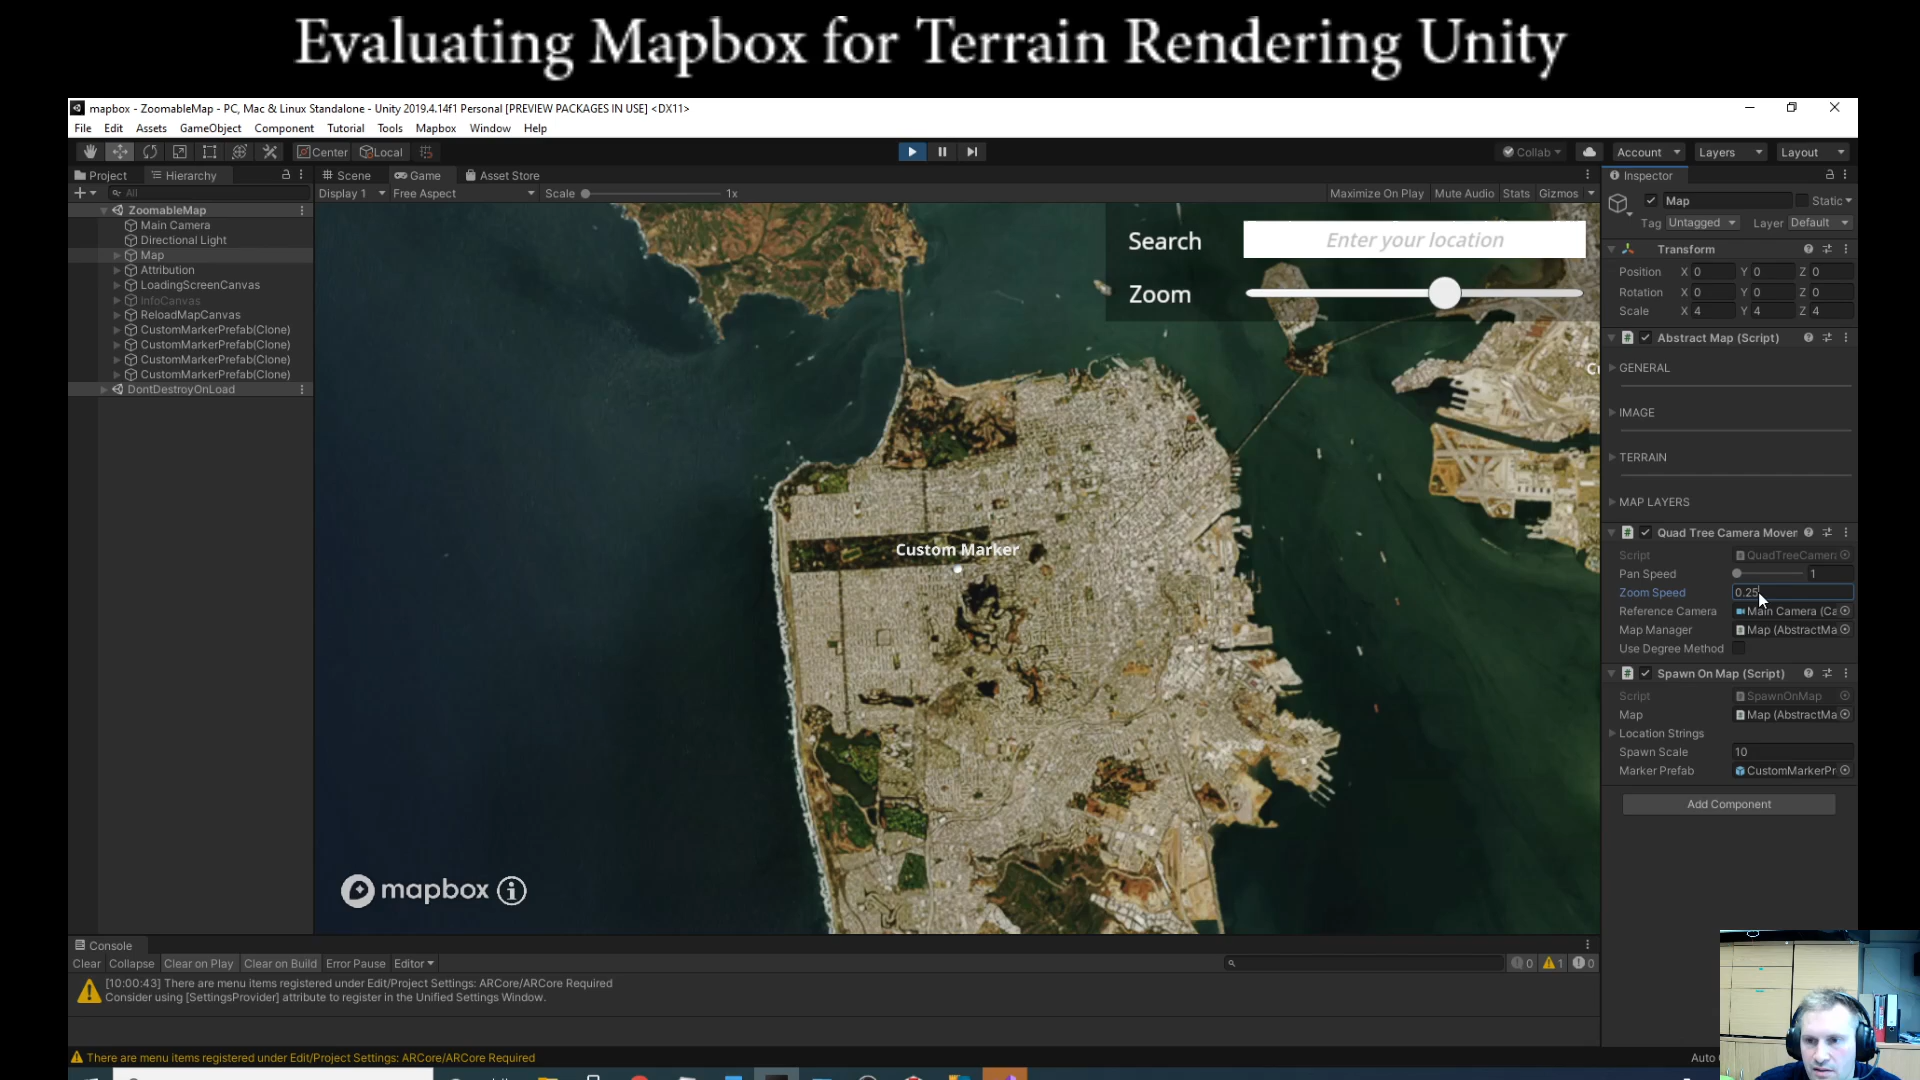 Evaluating Mapbox for Terrain Rendering Unity
mapbox - ZoomableMap - PC, Mac & Linux Standalone - Unity 2019.4.14f1 Personal [PREVIEW PACKAGES IN USE] <DX11>
File Edit Assets GameObject Component Tutorial Tools Mapbox Window Help
Center Local Collab Account Layers Layout
Project Hierarchy Scene Game Asset Store Inspector
All
Display 1 Free Aspect Scale 1x Maximize On Play Mute Audio Stats Gizmos
ZoomableMap
Main Camera
Directional Light
Map
Attribution
LoadingScreenCanvas
InfoCanvas
ReloadMapCanvas
CustomMarkerPrefab(Clone)
CustomMarkerPrefab(Clone)
CustomMarkerPrefab(Clone)
CustomMarkerPrefab(Clone)
DontDestroyOnLoad
Search Enter your location
Zoom
Custom Marker
mapbox
Map Static
Tag Untagged Layer Default
Transform
Position X 0 Y 0 Z 0
Rotation X 0 Y 0 Z 0
Scale X 4 Y 4 Z 4
Abstract Map (Script)
GENERAL
IMAGE
TERRAIN
MAP LAYERS
Quad Tree Camera Mover
Script QuadTreeCamera
Pan Speed 1
Zoom Speed 0.25
Reference Camera Main Camera (Ca
Map Manager Map (AbstractMa
Use Degree Method
Spawn On Map (Script)
Script SpawnOnMap
Map Map (AbstractMa
Location Strings
Spawn Scale 10
Marker Prefab CustomMarkerPr
Add Component
Console
Clear Collapse Clear on Play Clear on Build Error Pause Editor 0 1 0
[10:00:43] There are menu items registered under Edit/Project Settings: ARCore/ARCore Required
Consider using [SettingsProvider] attribute to register in the Unified Settings Window.
There are menu items registered under Edit/Project Settings: ARCore/ARCore Required
Auto